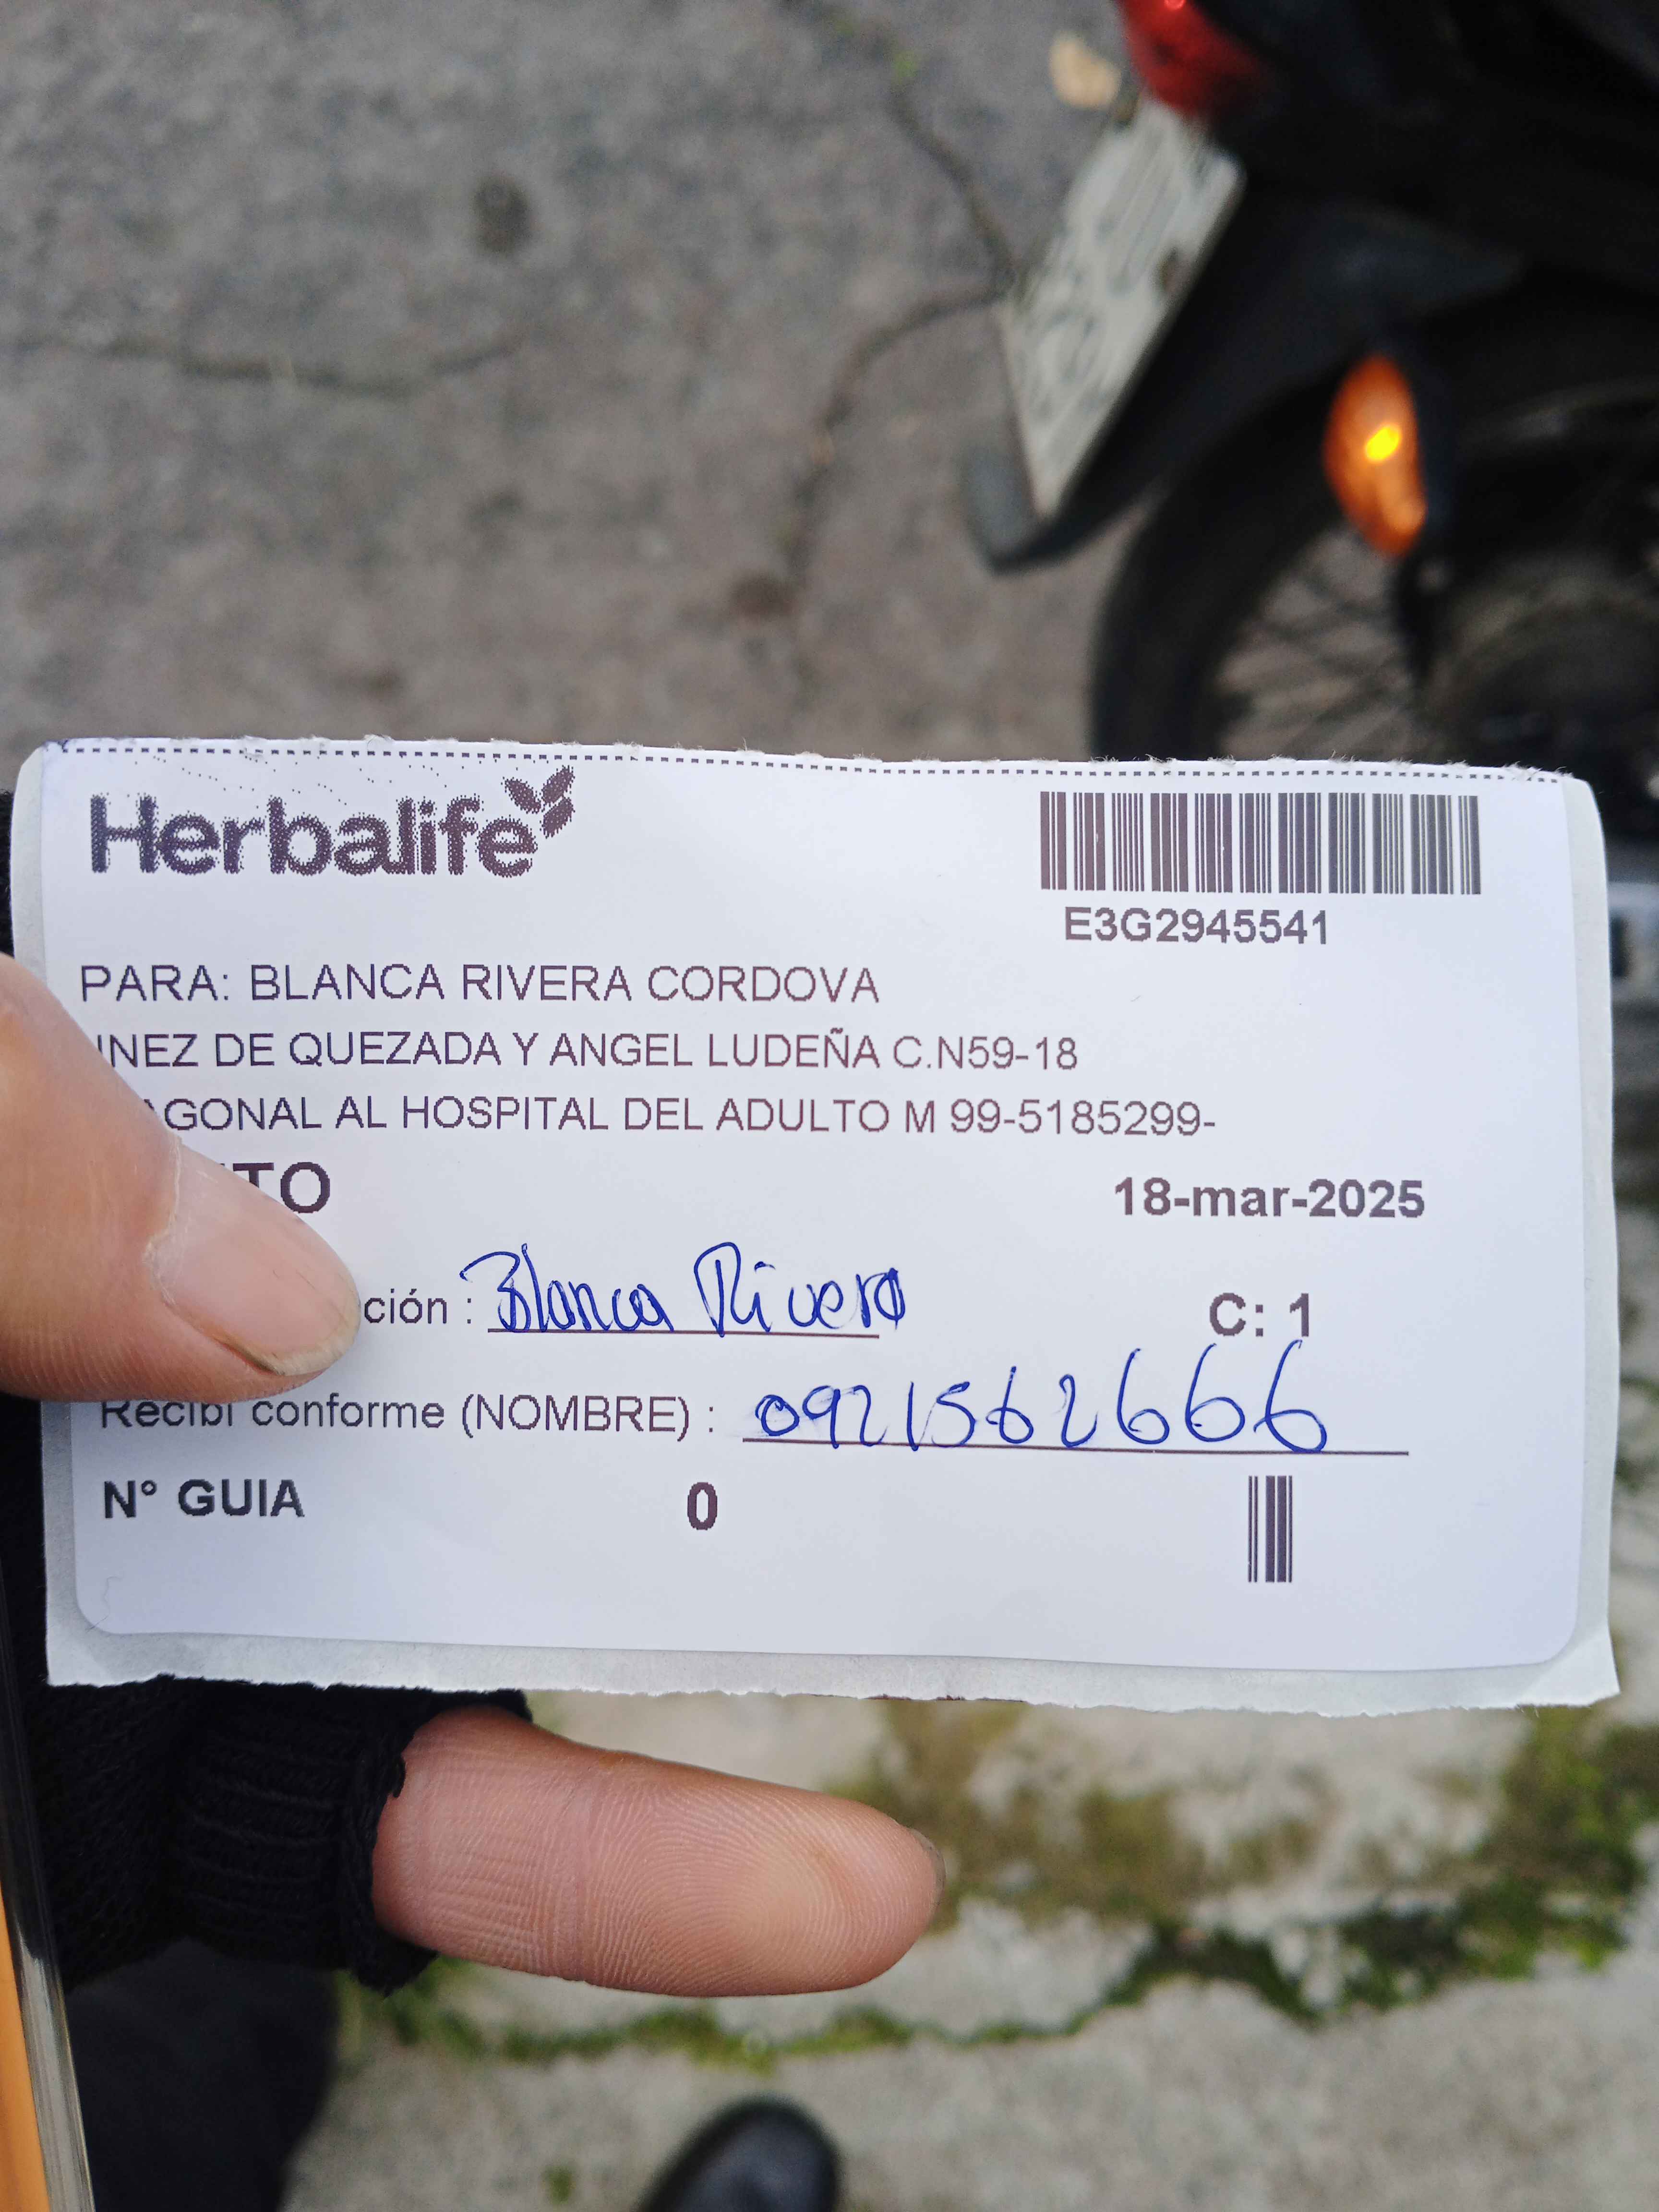 Herbalife
E3G2945541
PARA: BLANCA RIVERA CORDOVA
INEZ DE QUEZADA Y ANGEL LUDEÑA C.N59-18
AGONAL AL HOSPITAL DEL ADULTO M 99-5185299-
TO
18-mar-2025
ción : Blanca Rivera
C: 1
Recibi conforme (NOMBRE) : 0921562666
N° GUIA 0